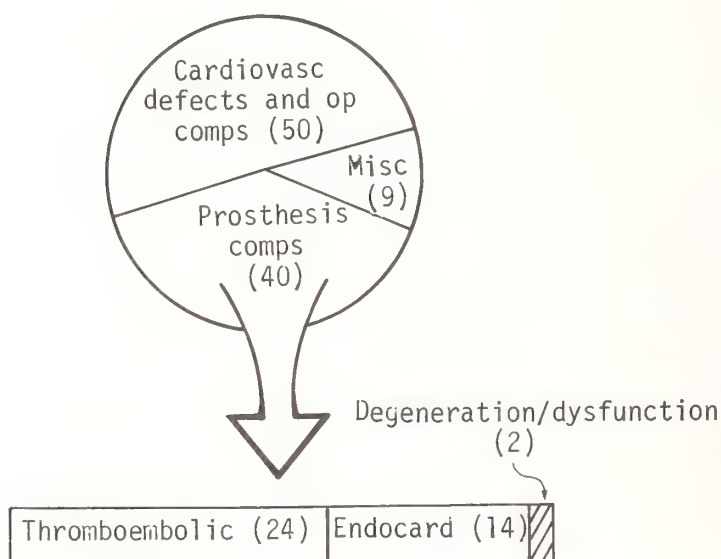 Cardiovasc
defects and op
comps (50)
Misc
(9)
Prosthesis
comps
(40)
Degeneration/dysfunction
(2)
Thromboembolic (24)
Endocard (14)